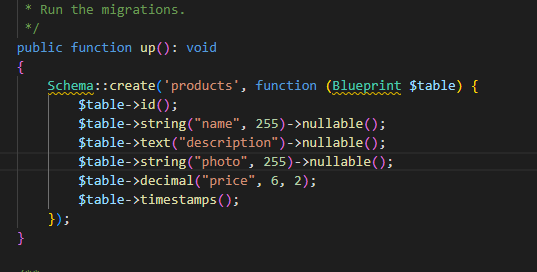 * Run the migrations.
*/
public function up(): void
{
Schema::create('products', function (Blueprint $table) {
$table->id();
$table->string("name", 255)->nullable();
$table->text("description")->nullable();
$table->string("photo", 255)->nullable();
$table->decimal("price", 6, 2);
$table->timestamps();
});
}
/**